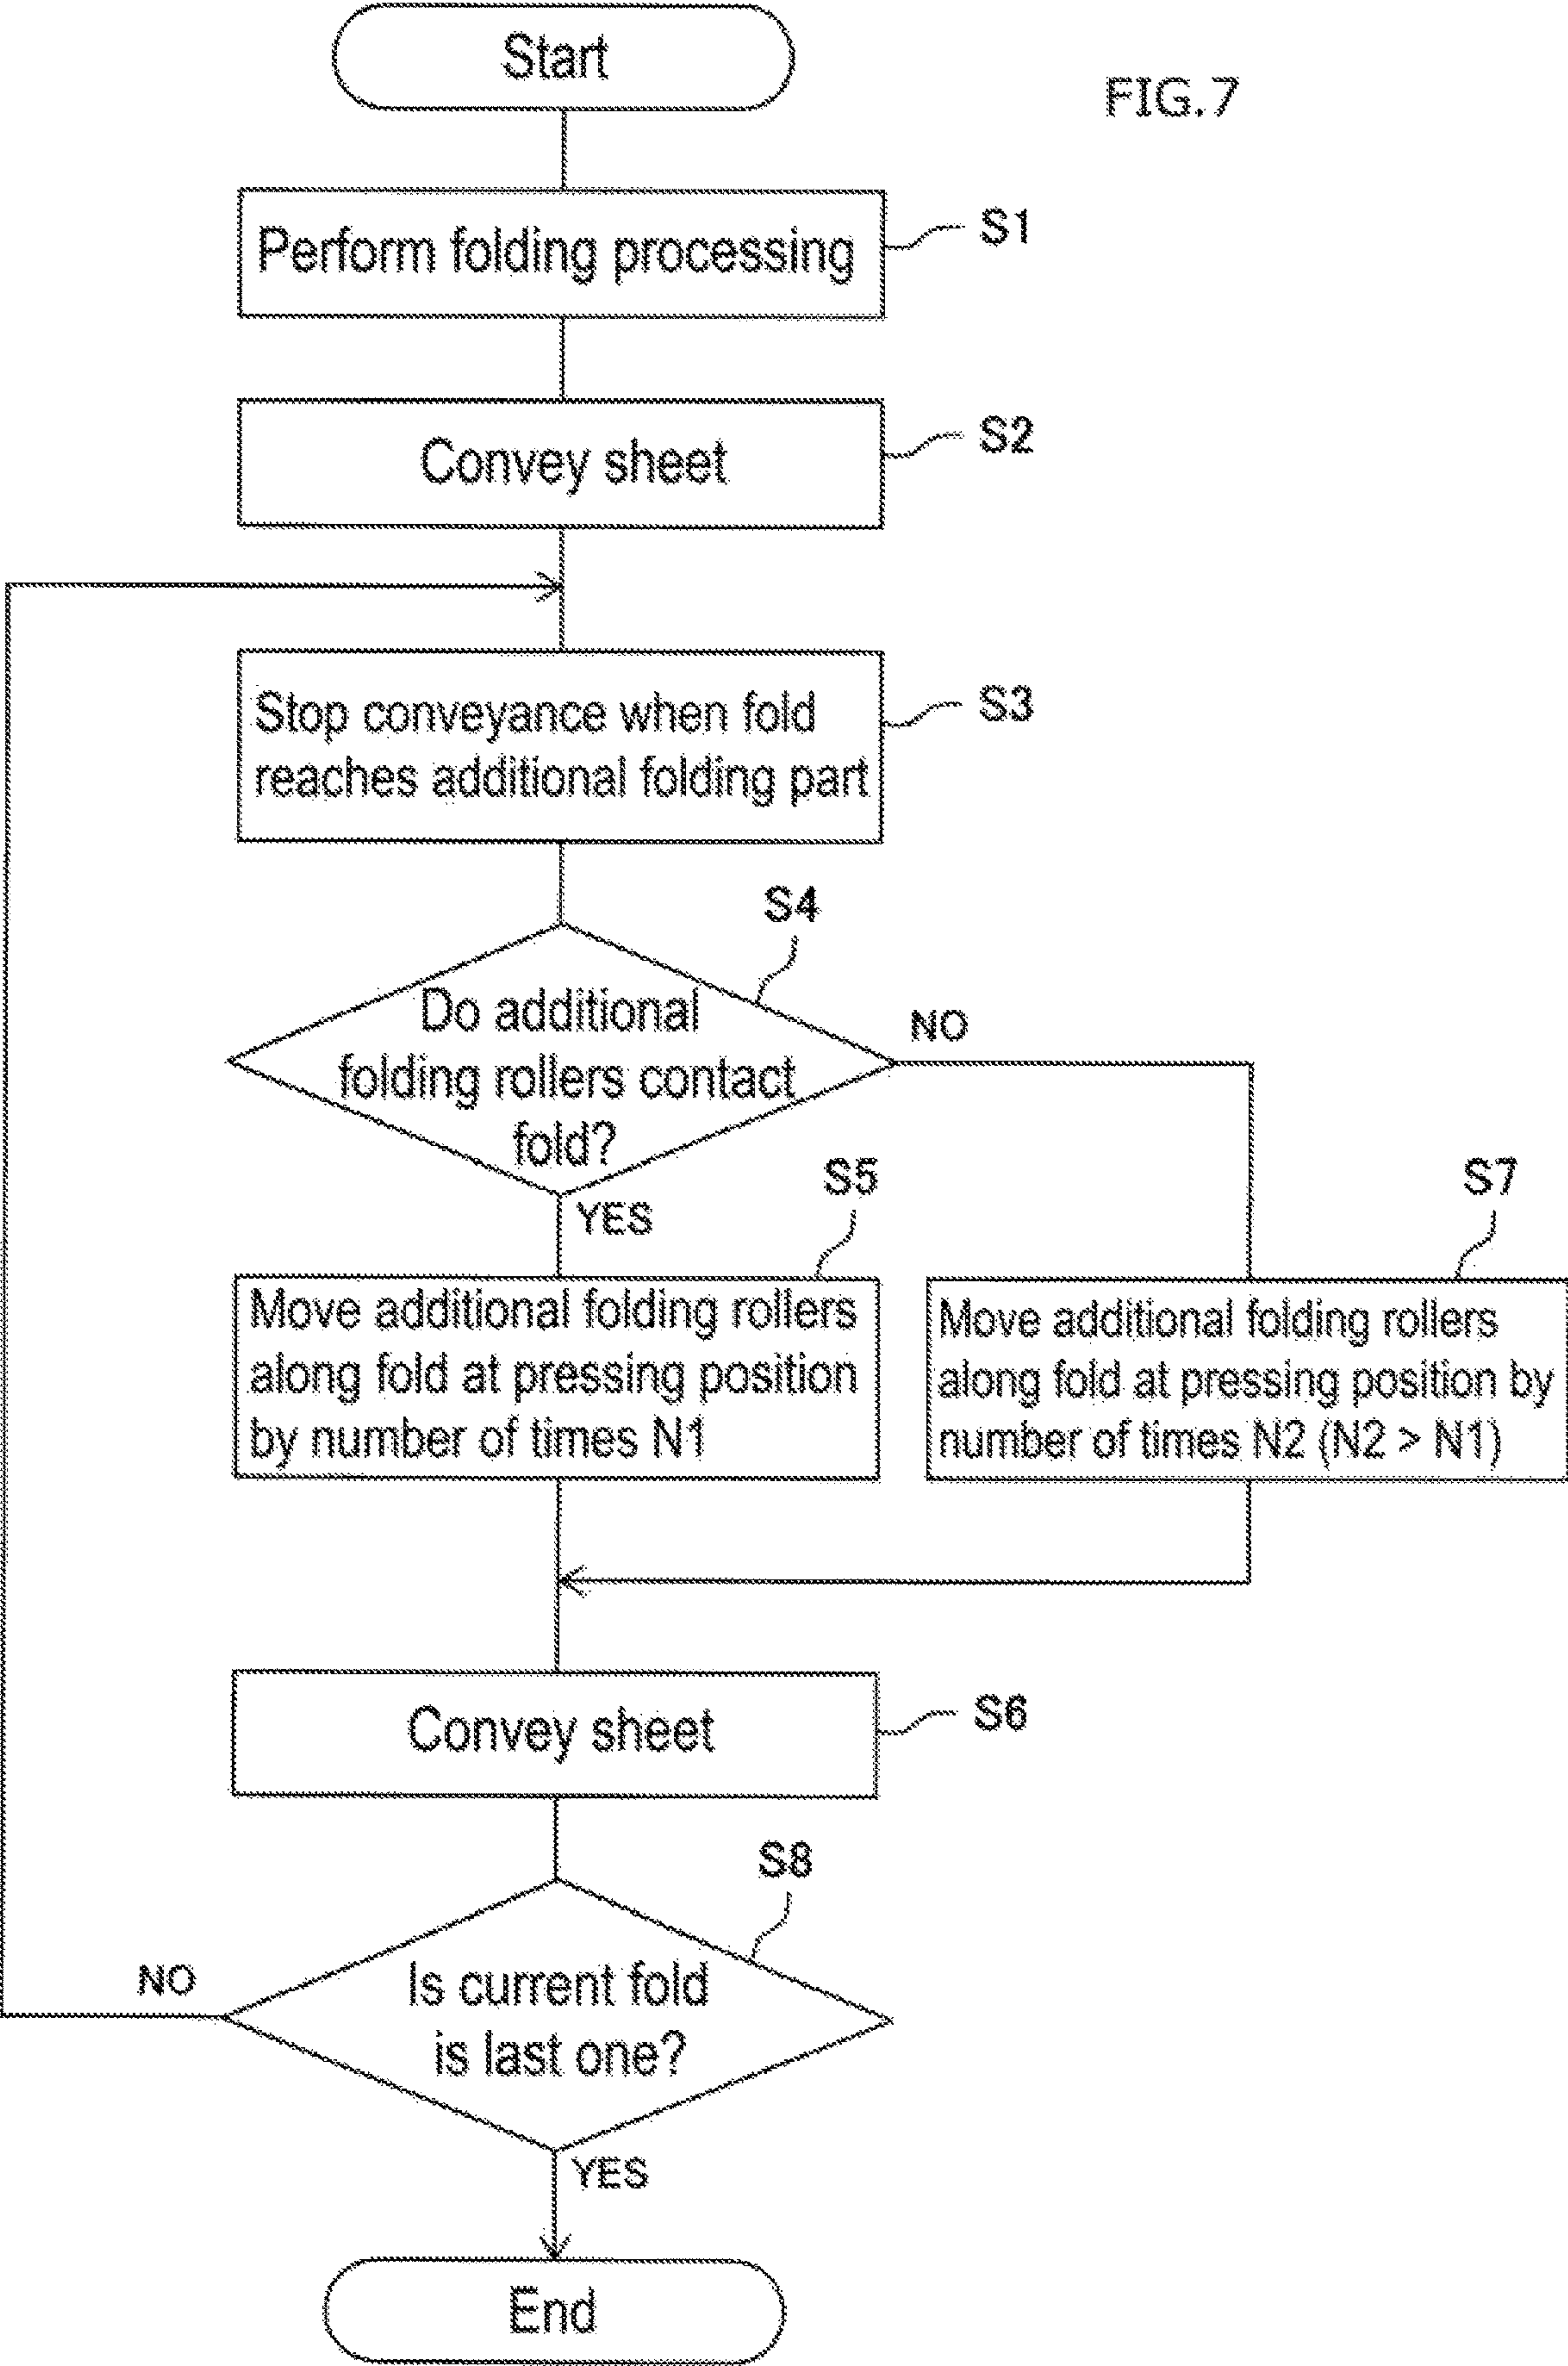 Start
FIG.7
Perform folding processing
S1
Convey sheet
S2
Stop conveyance when fold
reaches additional folding part
S3
S4
Do additional
folding rollers contact
fold?
NO
YES
S5
Move additional folding rollers
along fold at pressing position
by number of times N1
S7
Move additional folding rollers
along fold at pressing position by
number of times N2 (N2 > N1)
Convey sheet
S6
S8
Is current fold
is last one?
NO
YES
End